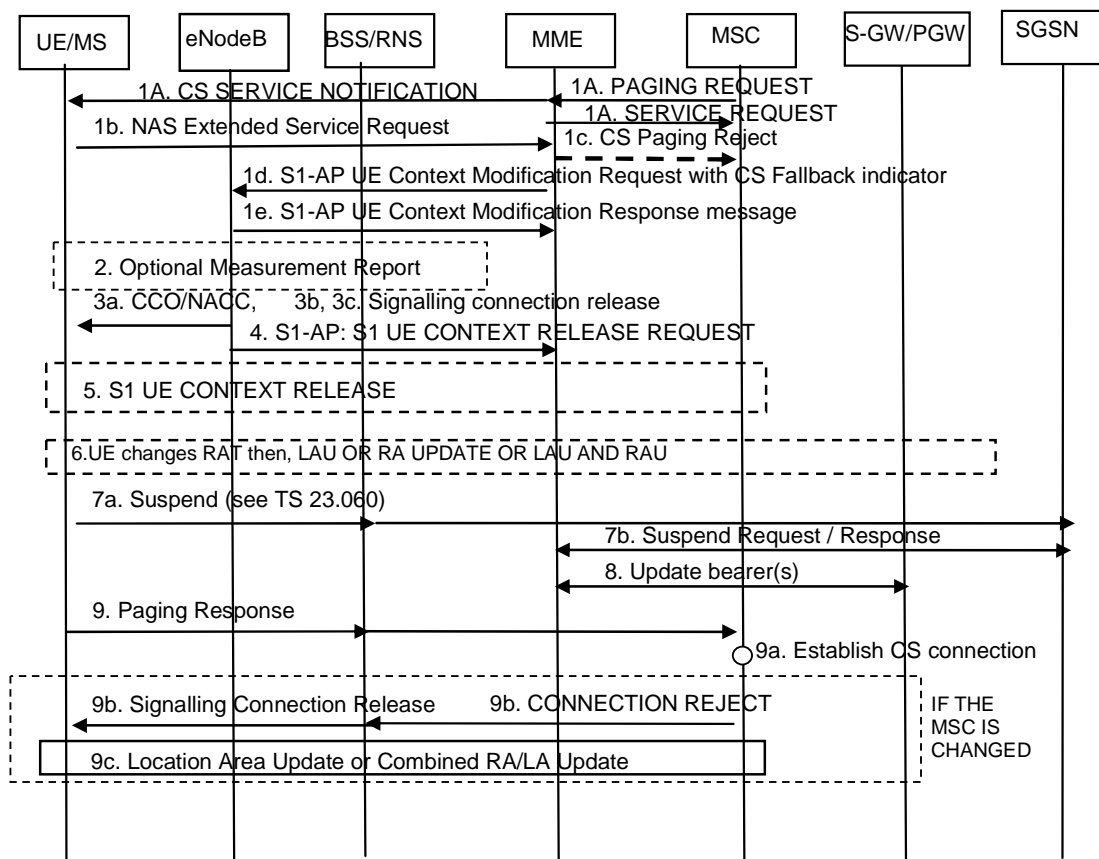 UE/MS
eNodeB
BSS/RNS
MME
MSC
S-GW/PGW
SGSN
1A. CS SERVICE NOTIFICATION
1A. PAGING REQUEST
1A. SERVICE REQUEST
1b. NAS Extended Service Request
1c. CS Paging Reject
1d. S1-AP UE Context Modification Request with CS Fallback indicator
1e. S1-AP UE Context Modification Response message
2. Optional Measurement Report
3a. CCO/NACC, 3b, 3c. Signalling connection release
4. S1-AP: S1 UE CONTEXT RELEASE REQUEST
5. S1 UE CONTEXT RELEASE
6.UE changes RAT then, LAU OR RA UPDATE OR LAU AND RAU
7a. Suspend (see TS 23.060)
7b. Suspend Request / Response
8. Update bearer(s)
9. Paging Response
9a. Establish CS connection
9b. Signalling Connection Release
9b. CONNECTION REJECT
IF THE
MSC IS
CHANGED
9c. Location Area Update or Combined RA/LA Update